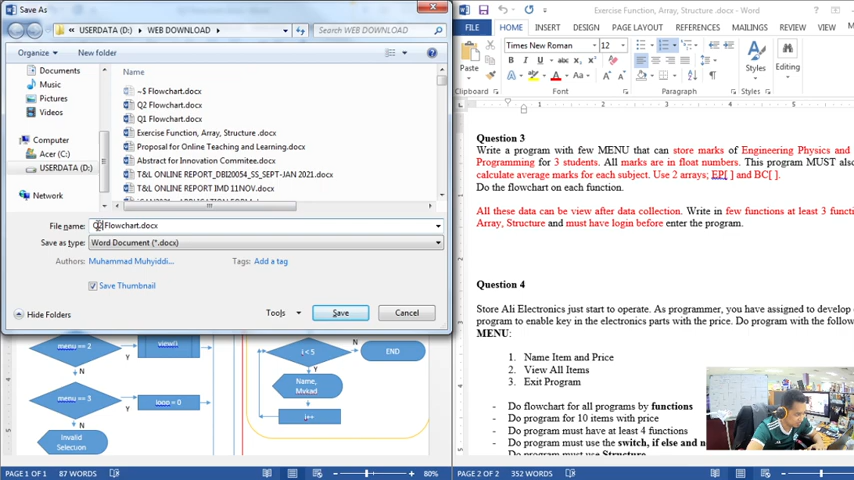 Save As
USERDATA (D:) ▸ WEB DOWNLOAD ▸
Search WEB DOWNLOAD
Organize
New folder
Documents
Music
Pictures
Videos
Computer
Acer (C:)
USERDATA (D:)
Network
Name
~$ Flowchart.docx
Q2 Flowchart.docx
Q1 Flowchart.docx
Exercise Function, Array, Structure .docx
Proposal for Online Teaching and Learning.docx
Abstract for Innovation Commitee.docx
T&L ONLINE REPORT_DBI20054_SS_SEPT-JAN 2021.docx
T&L ONLINE REPORT IMD 11NOV.docx
File name:
Flowchart.docx
Save as type:
Word Document (*.docx)
Authors: Muhammad Muhyiddi...
Tags: Add a tag
Save Thumbnail
Hide Folders
Tools
Save
Cancel
menu == 2
view()
Y
N
menu == 3
loop = 0
Y
N
Invalid
Selection
i < 5
N
END
Y
Name,
Mykad
i++
PAGE 1 OF 1
87 WORDS
80%
Exercise Function, Array, Structure .docx - Word
FILE
HOME
INSERT
DESIGN
PAGE LAYOUT
REFERENCES
MAILINGS
REVIEW
VIEW
Times New Roman
12
Paste
Styles
Editing
Clipboard
Font
Paragraph
Styles
Question 3
Write a program with few MENU that can store marks of Engineering Physics and
Programming for 3 students. All marks are in float numbers. This program MUST also
calculate average marks for each subject. Use 2 arrays; EP[ ] and BC[ ].
Do the flowchart on each function.
All these data can be view after data collection. Write in few functions at least 3 functi
Array, Structure and must have login before enter the program.
Question 4
Store Ali Electronics just start to operate. As programmer, you have assigned to develop
program to enable key in the electronics parts with the price. Do program with the follow
MENU:
1. Name Item and Price
2. View All Items
3. Exit Program
- Do flowchart for all programs by functions
- Do program for 10 items with price
- Do program must have at least 4 functions
- Do program must use the switch, if else and
- Do program must use Structure
PAGE 2 OF 2
352 WORDS